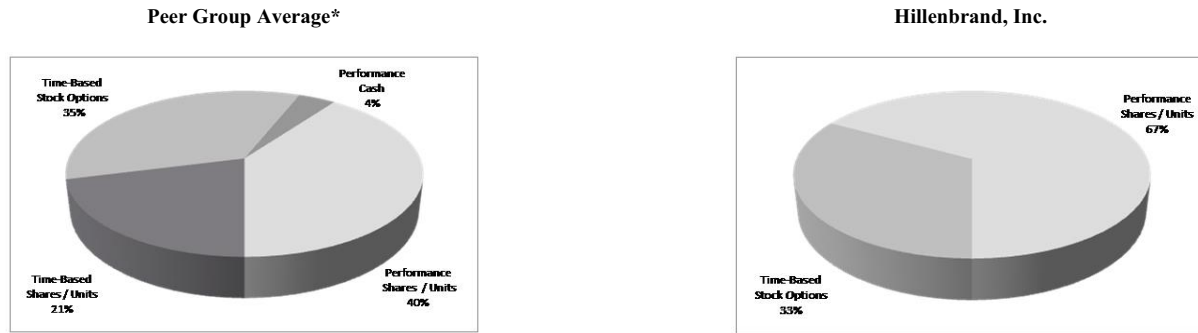 Peer Group Average*
Time-Based
Stock Options
35%
Performance
Cash
4%
Time-Based
Shares / Units
21%
Performance
Shares / Units
40%
Hillenbrand, Inc.
Performance
Shares / Units
67%
Time-Based
Stock Options
33%